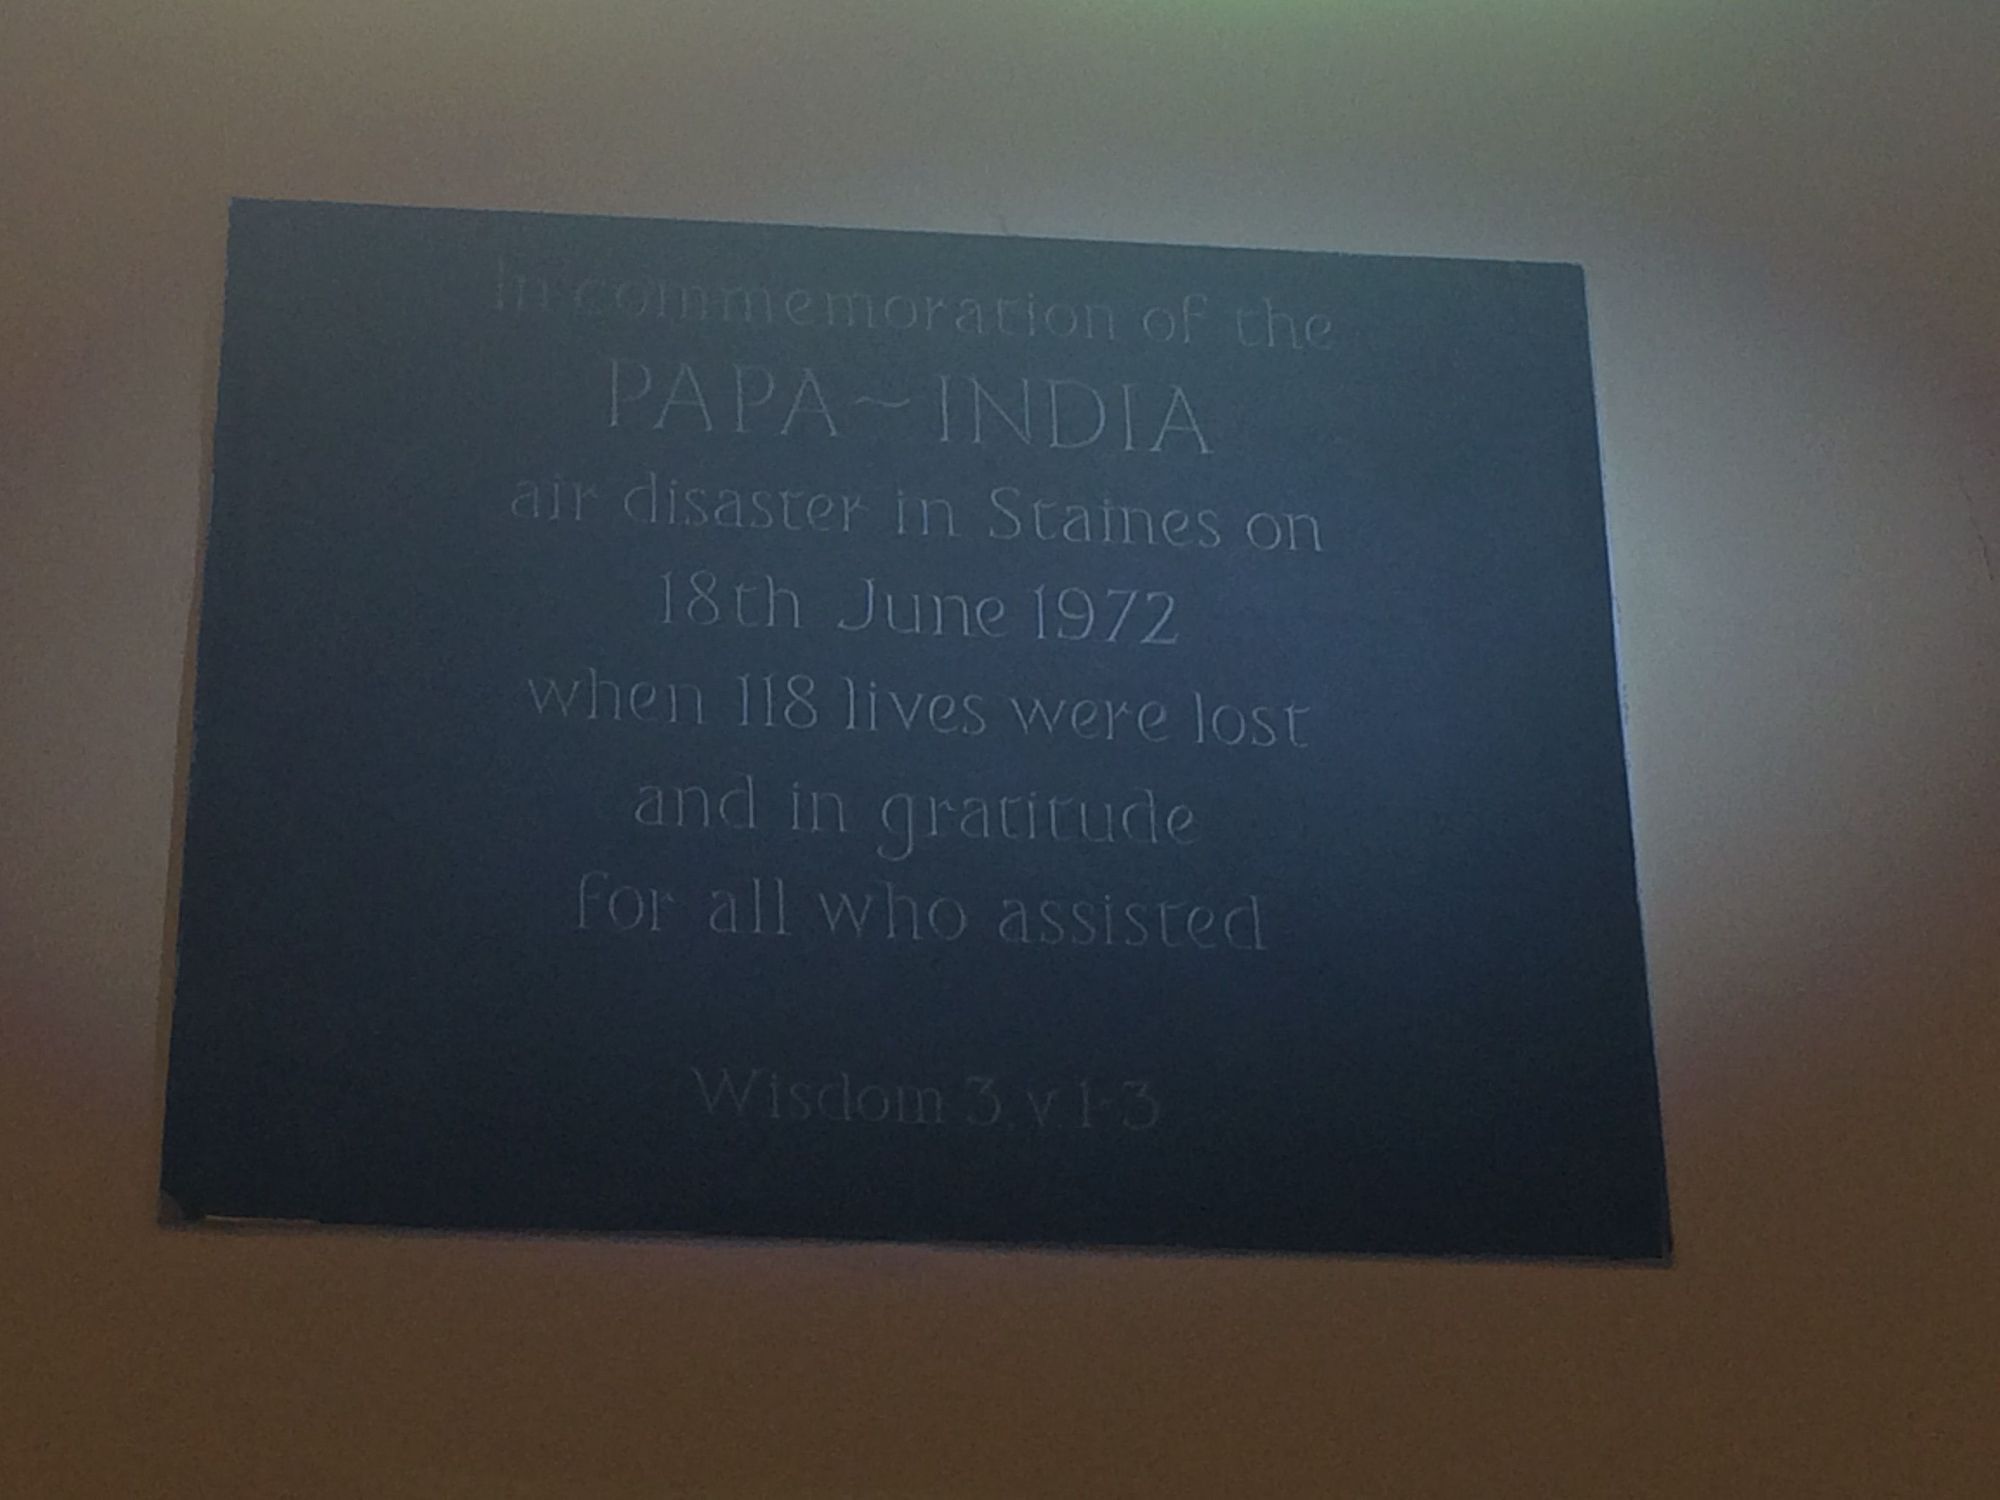 In commemoration of the
PAPA~INDIA
air disaster in Staines on
18th June 1972
when 118 lives were lost
and in gratitude
for all who assisted
Wisdom 3.v.1-3